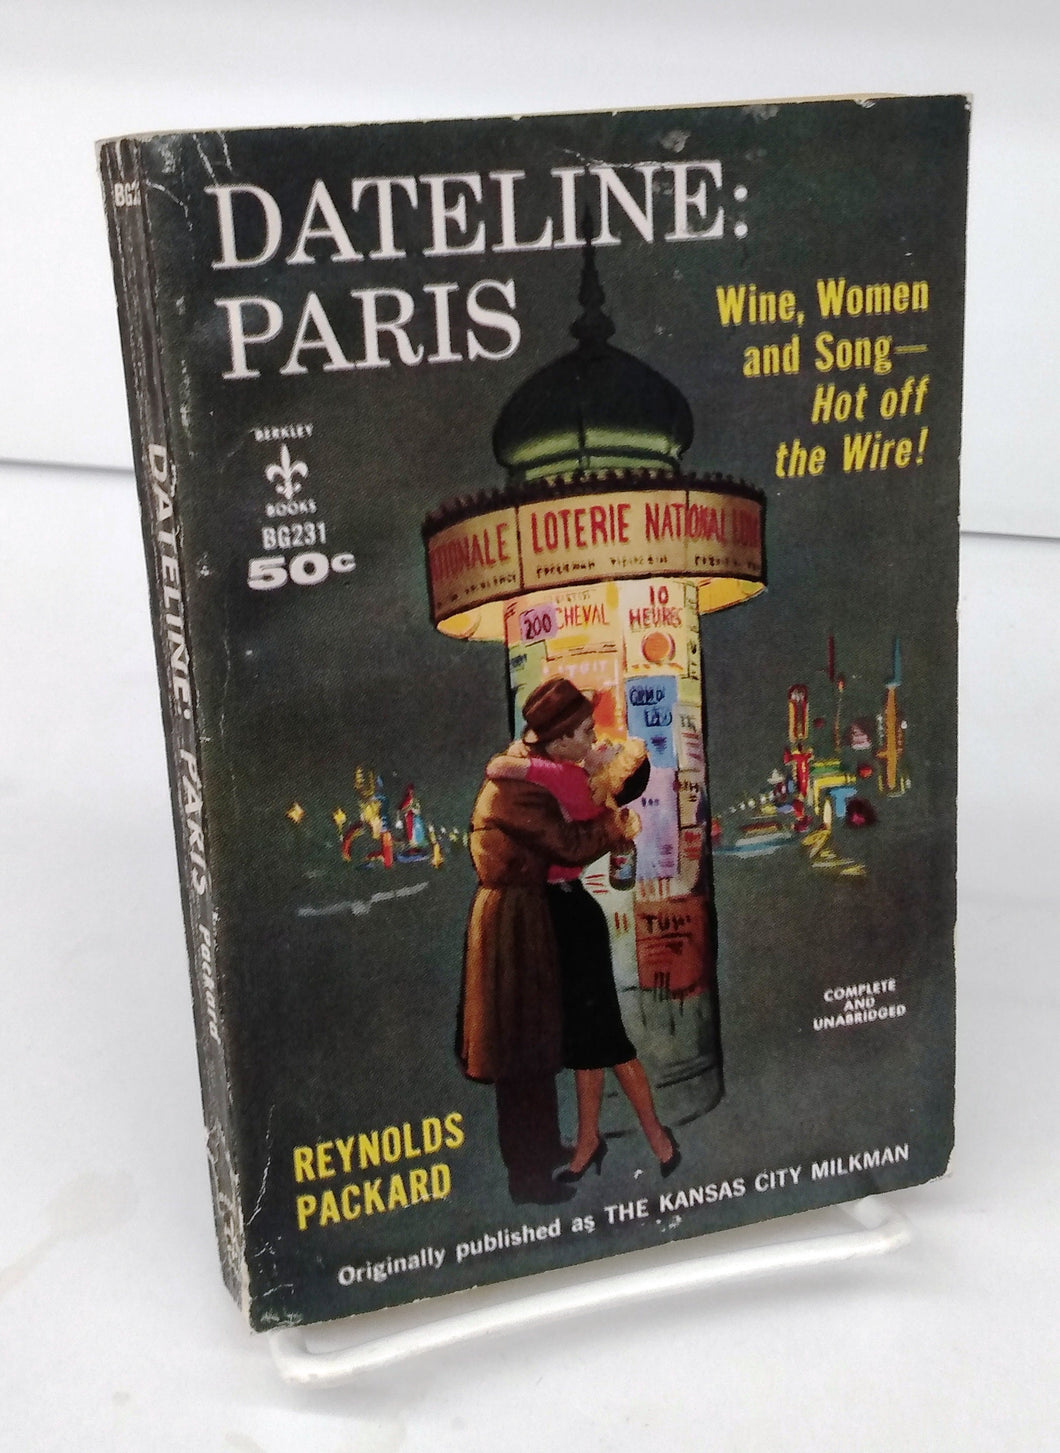 DATELINE:
PARIS
Wine, Women
and Song—
Hot off
the Wire!
BERKLEY
BOOKS
BG231
50c
LOTERIE NATIONAL
200
CHEVAL
10
HEURES
COMPLETE
AND
UNABRIDGED
REYNOLDS
PACKARD
Originally published as THE KANSAS CITY MILKMAN
DATELINE: PARIS Packard